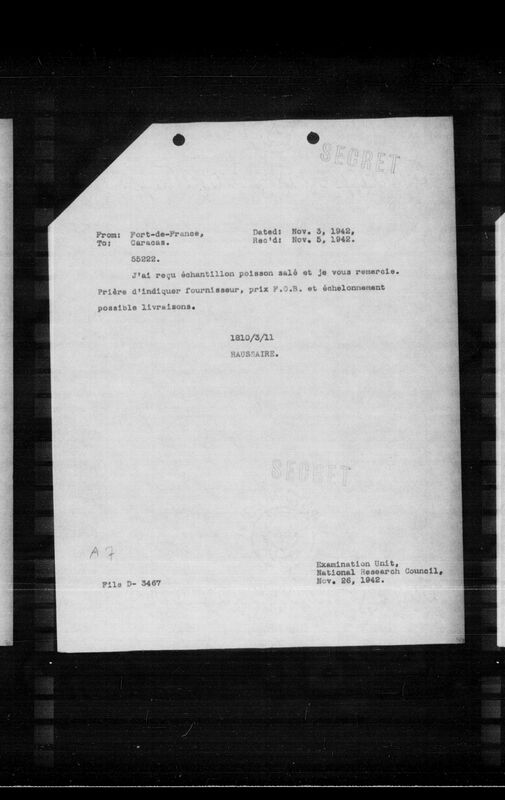 SECRET
From: Fort-de-France, Dated: Nov. 3, 1942,
To: Caracas. Rec'd: Nov. 5, 1942.
55222.
J'ai reçu échantillon poisson salé et je vous remercie.
Prière d'indiquer fournisseur, prix F.O.B. et échelonnement
possible livraisons.
1810/3/11
HAUSSAIRE.
SECRET
A 7
Examination Unit,
National Research Council,
File D- 3467 Nov. 26, 1942.